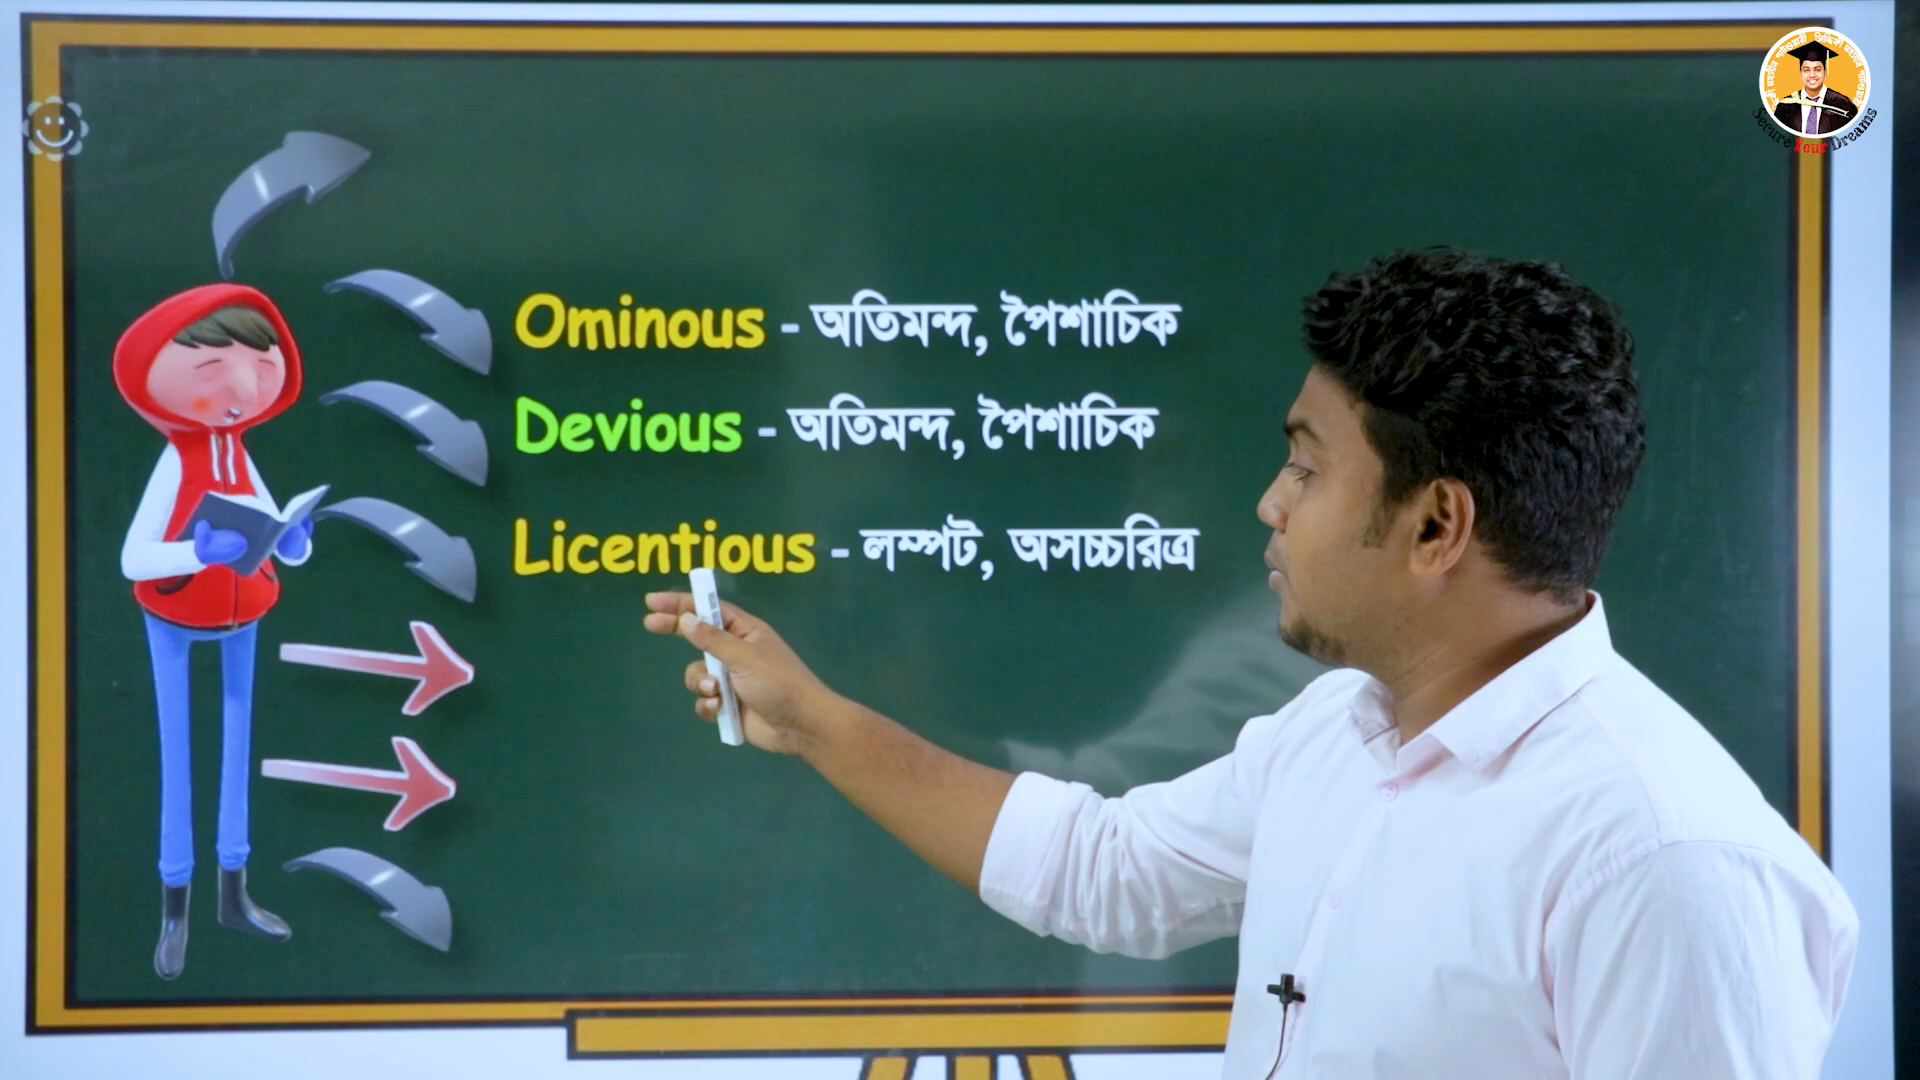 Ominous - অতিমন্দ, পৈশাচিক
Devious - অতিমন্দ, পৈশাচিক
Licentious - লম্পট, অসচ্চরিত্র
Secure Your Dreams